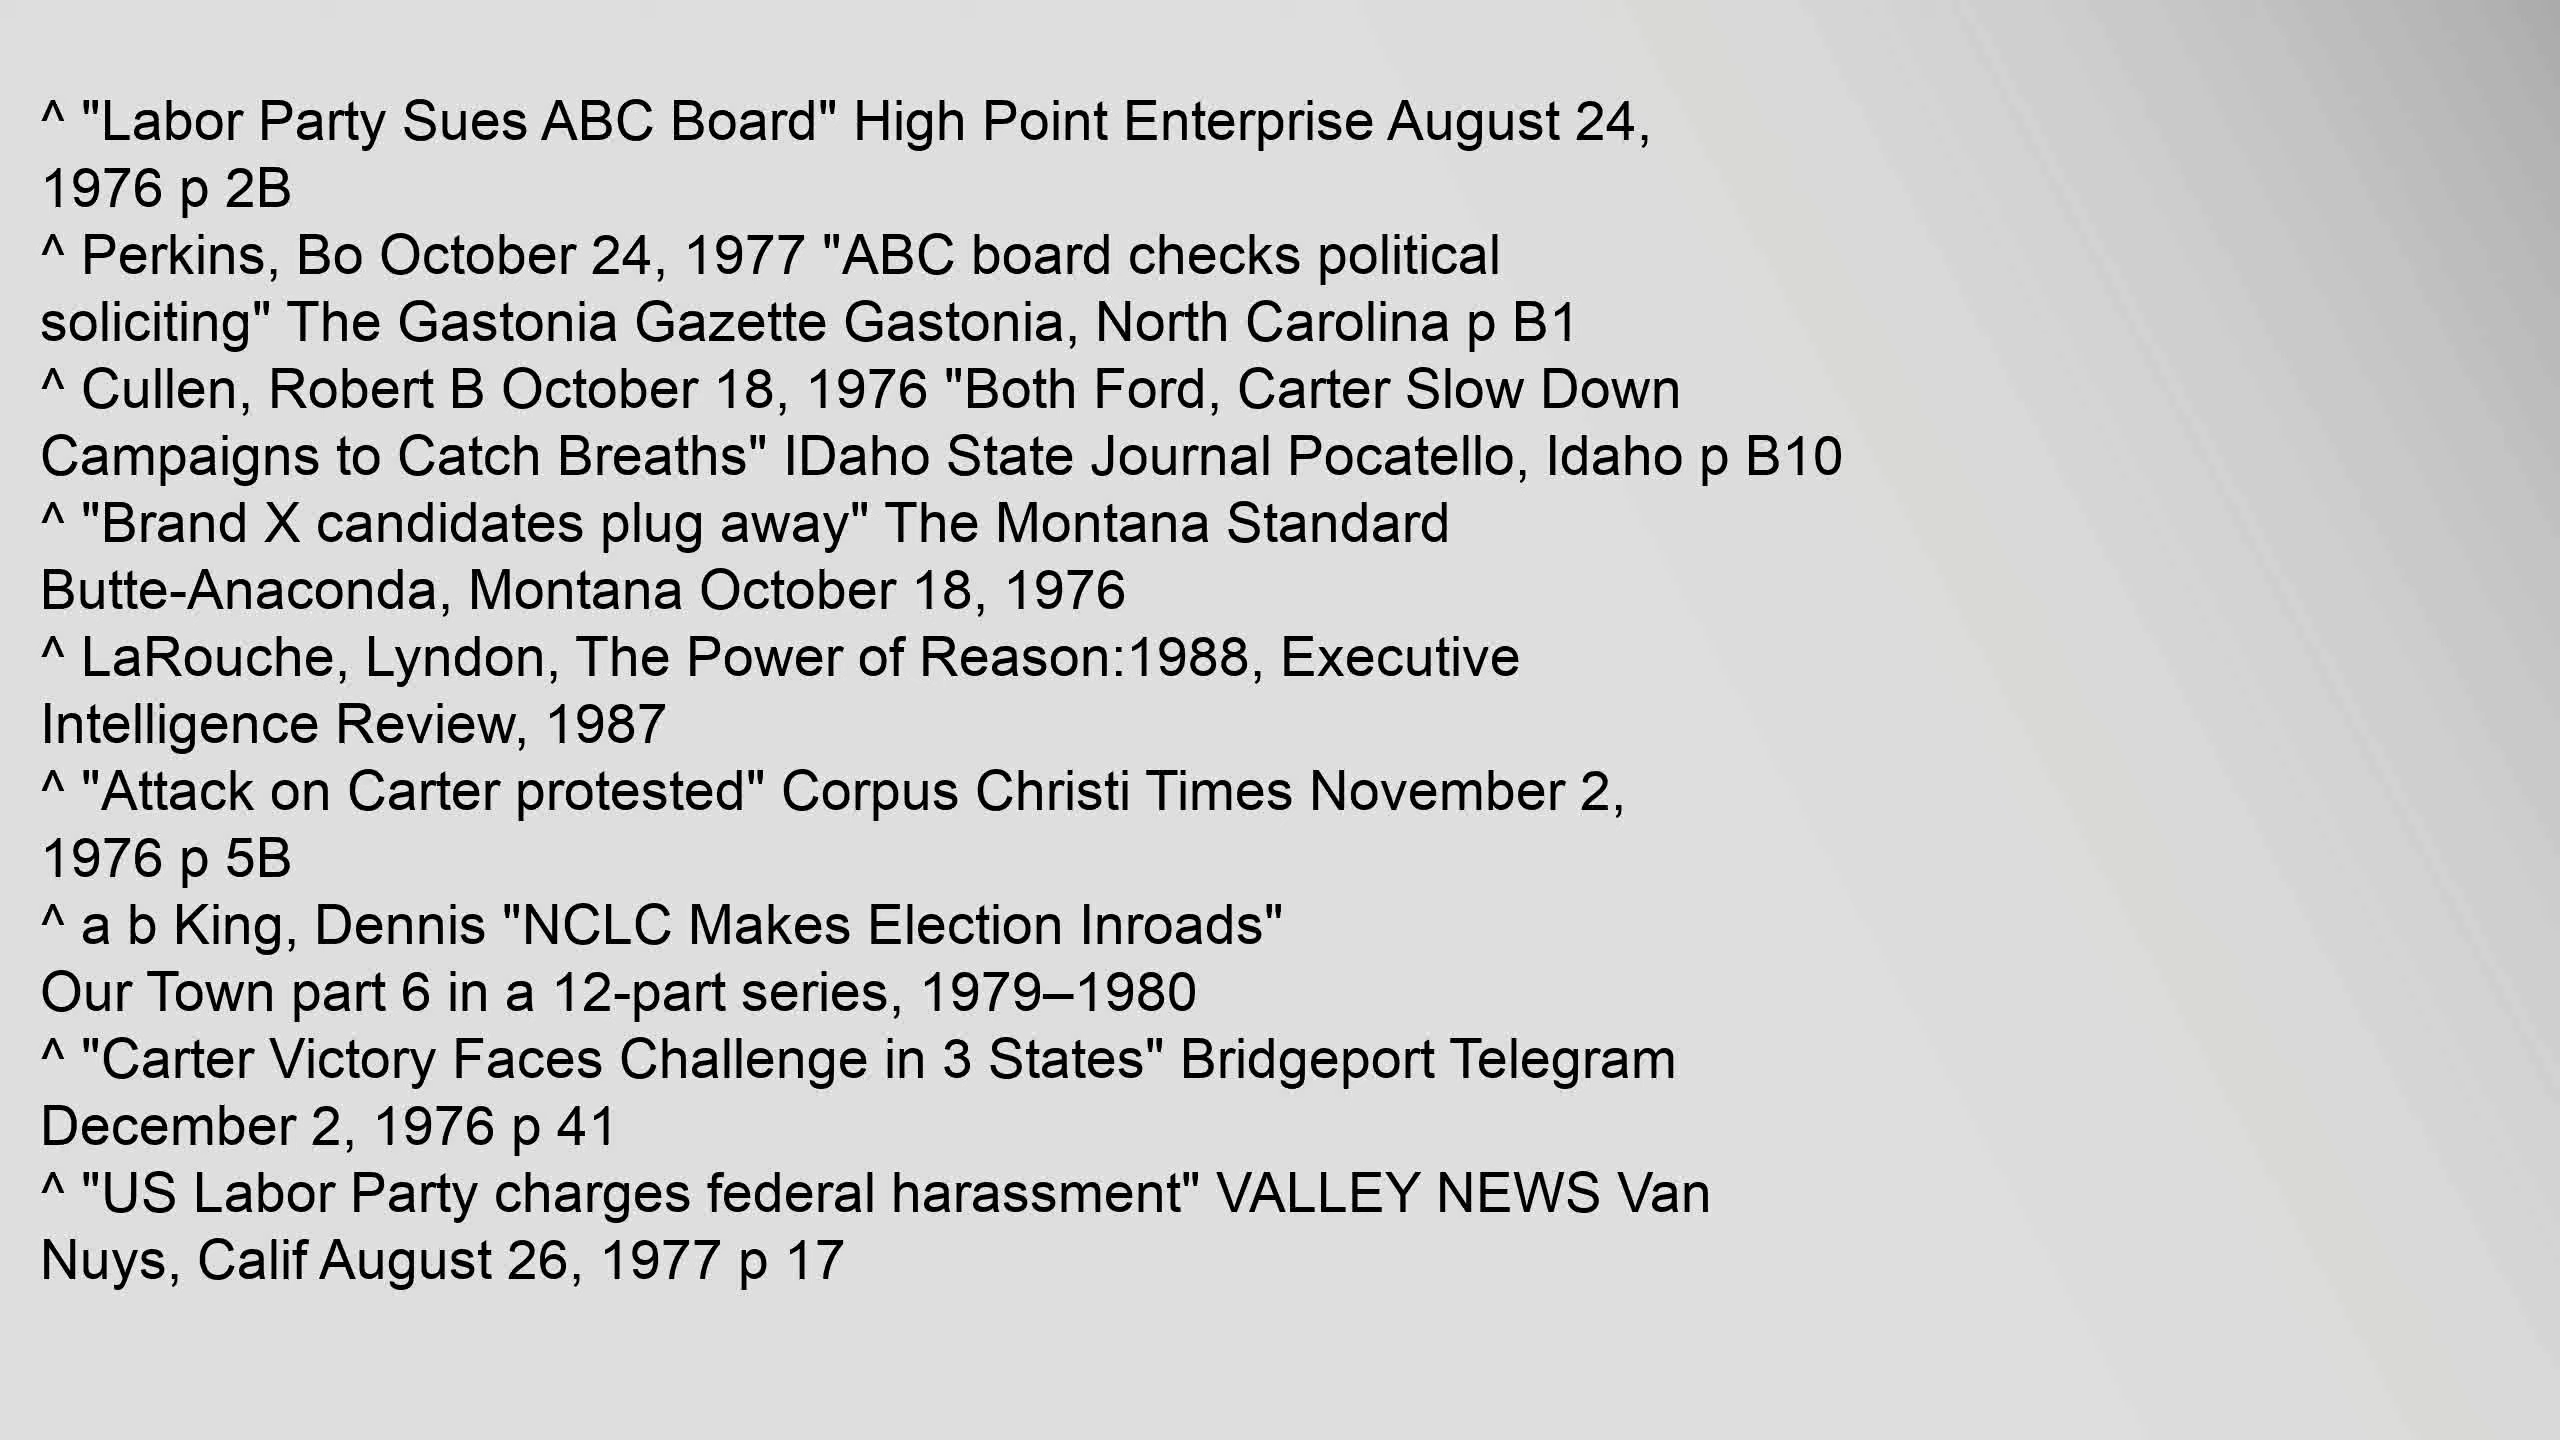 ^ "Labor Party Sues ABC Board" High Point Enterprise August 24,
1976 p 2B
^ Perkins, Bo October 24, 1977 "ABC board checks political
soliciting" The Gastonia Gazette Gastonia, North Carolina p B1
^ Cullen, Robert B October 18, 1976 "Both Ford, Carter Slow Down
Campaigns to Catch Breaths" IDaho State Journal Pocatello, Idaho p B10
^ "Brand X candidates plug away" The Montana Standard
Butte-Anaconda, Montana October 18, 1976
^ LaRouche, Lyndon, The Power of Reason:1988, Executive
Intelligence Review, 1987
^ "Attack on Carter protested" Corpus Christi Times November 2,
1976 p 5B
^ a b King, Dennis "NCLC Makes Election Inroads"
Our Town part 6 in a 12-part series, 1979–1980
^ "Carter Victory Faces Challenge in 3 States" Bridgeport Telegram
December 2, 1976 p 41
^ "US Labor Party charges federal harassment" VALLEY NEWS Van
Nuys, Calif August 26, 1977 p 17